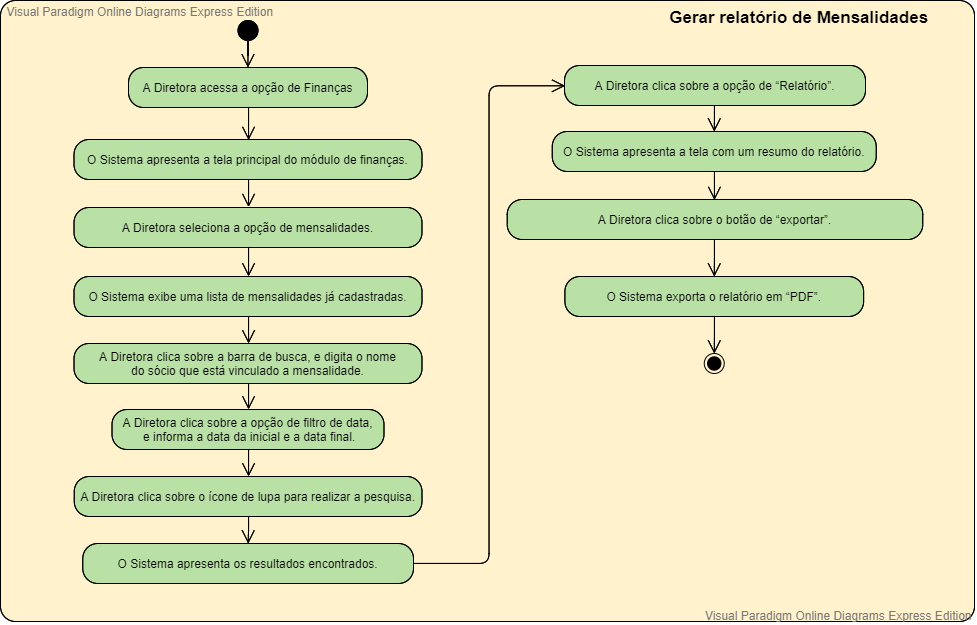 Visual Paradigm Online Diagrams Express Edition
Gerar relatório de Mensalidades
A Diretora acessa a opção de Finanças
O Sistema apresenta a tela principal do módulo de finanças.
A Diretora seleciona a opção de mensalidades.
O Sistema exibe uma lista de mensalidades já cadastradas.
A Diretora clica sobre a barra de busca, e digita o nome
do sócio que está vinculado a mensalidade.
A Diretora clica sobre a opção de filtro de data,
e informa a data da inicial e a data final.
A Diretora clica sobre o ícone de lupa para realizar a pesquisa.
O Sistema apresenta os resultados encontrados.
A Diretora clica sobre a opção de “Relatório”.
O Sistema apresenta a tela com um resumo do relatório.
A Diretora clica sobre o botão de “exportar”.
O Sistema exporta o relatório em “PDF”.
Visual Paradigm Online Diagrams Express Edition